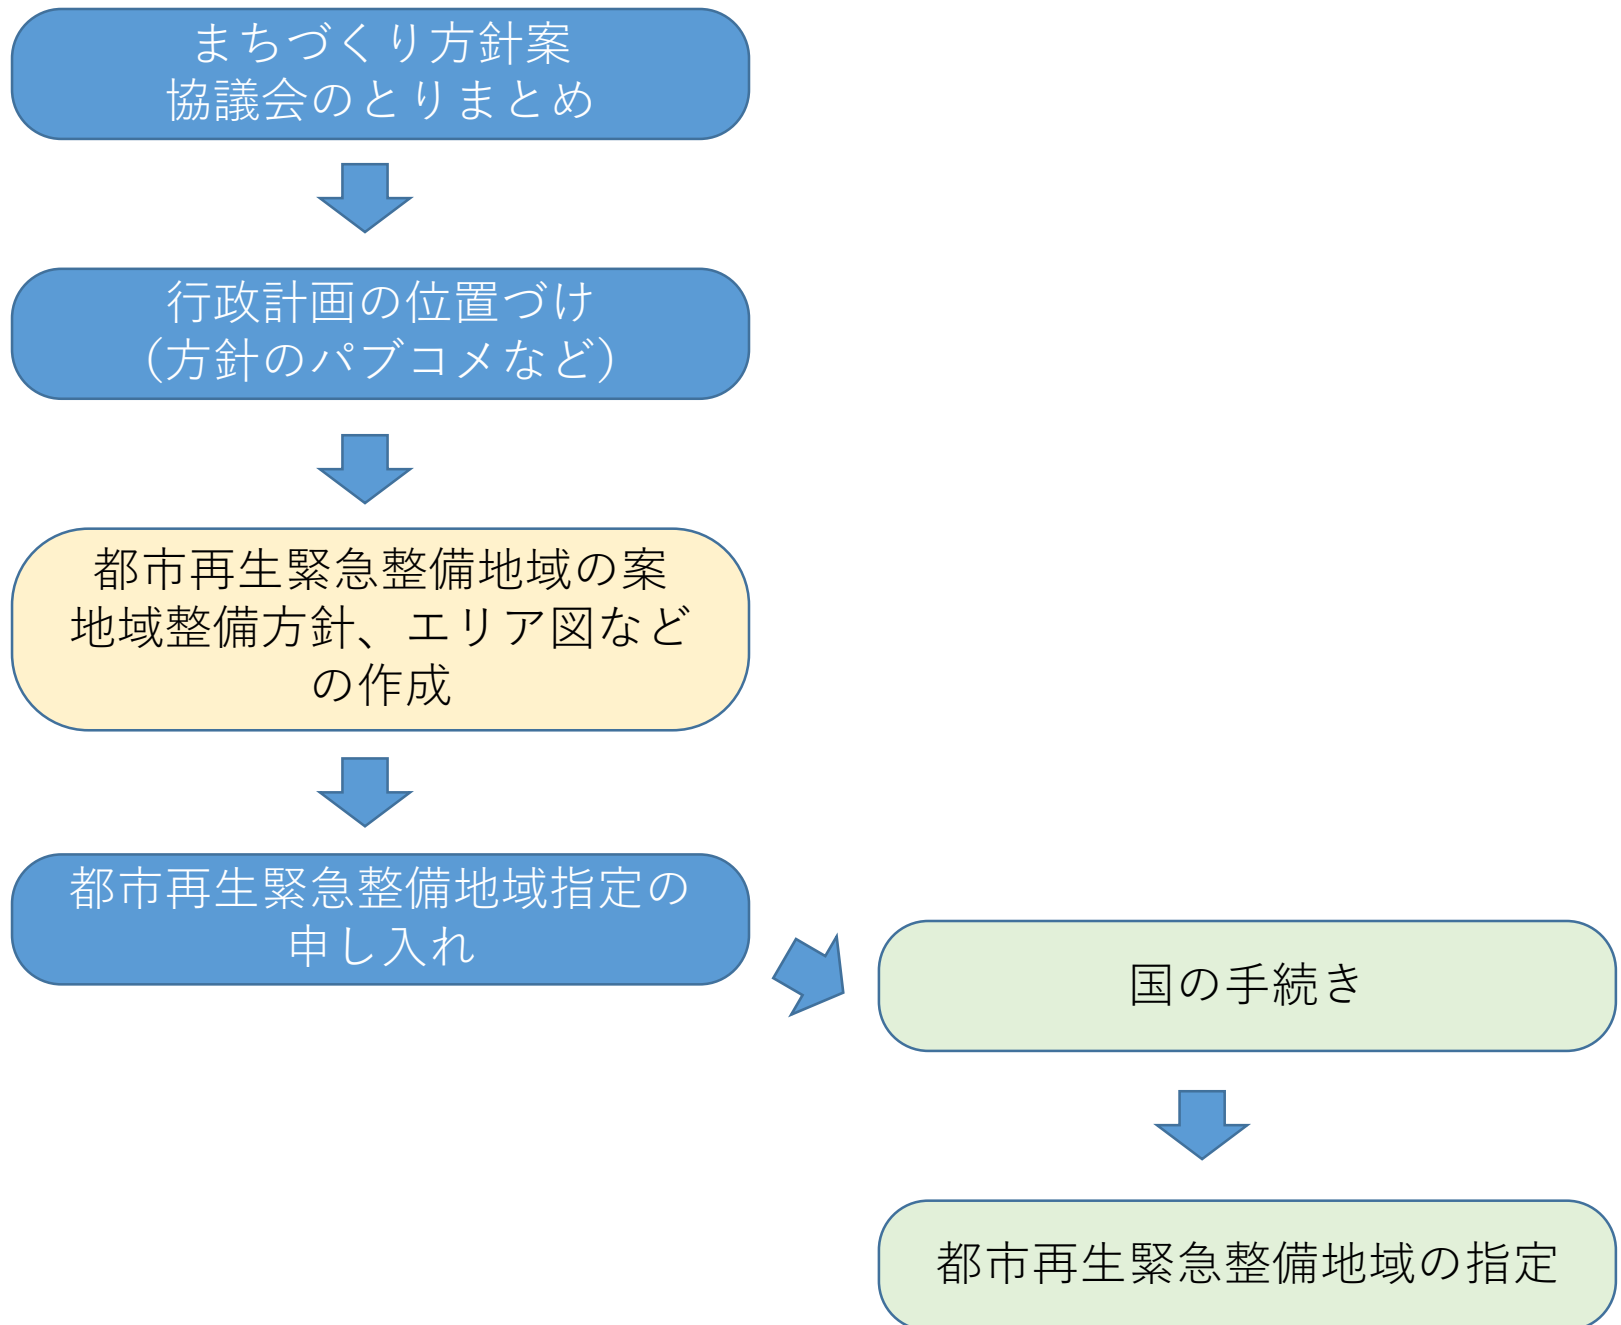 まちづくり方針案
協議会のとりまとめ
行政計画の位置づけ
（方針のパブコメなど）
都市再生緊急整備地域の案
地域整備方針、エリア図など
の作成
都市再生緊急整備地域指定の
申し入れ
国の手続き
都市再生緊急整備地域の指定